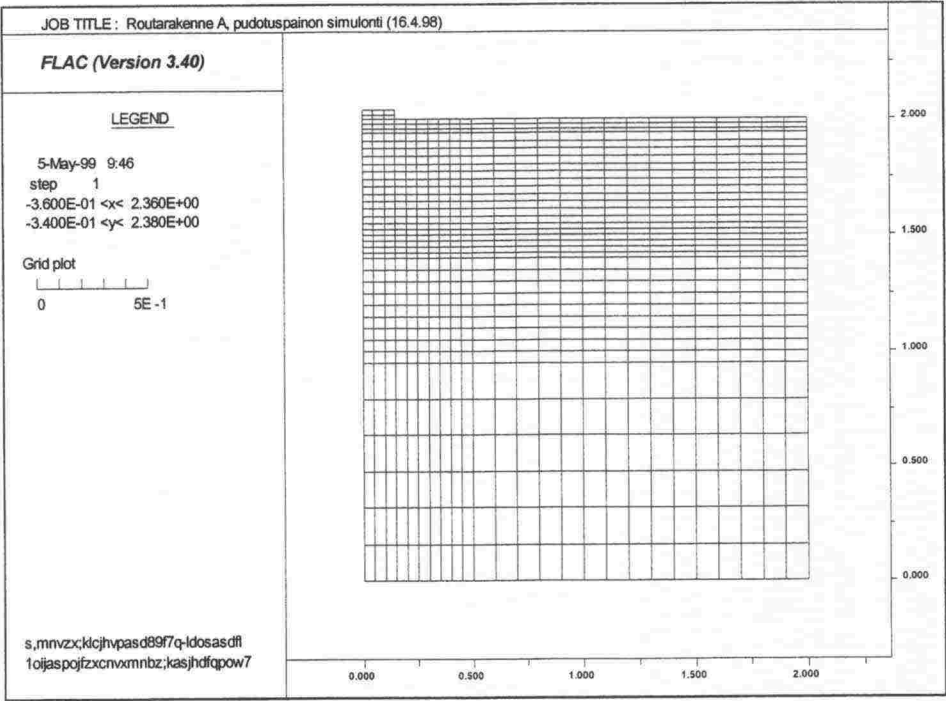 JOB TITLE : Routarakenne A, pudotuspainon simulonti (16.4.98)
FLAC (Version 3.40)
LEGEND
5-May-99 9:46
step 1
-3.600E-01 <x< 2.360E+00
-3.400E-01 <y< 2.380E+00
Grid plot
0 5E -1
s,mnvzx;klcjhvpasd89f7q-ldosasdfl
1oijaspojfzxcnvxmnbz;kasjhdfqpow7
2.000
1.500
1.000
0.500
0.000
0.000 0.500 1.000 1.500 2.000